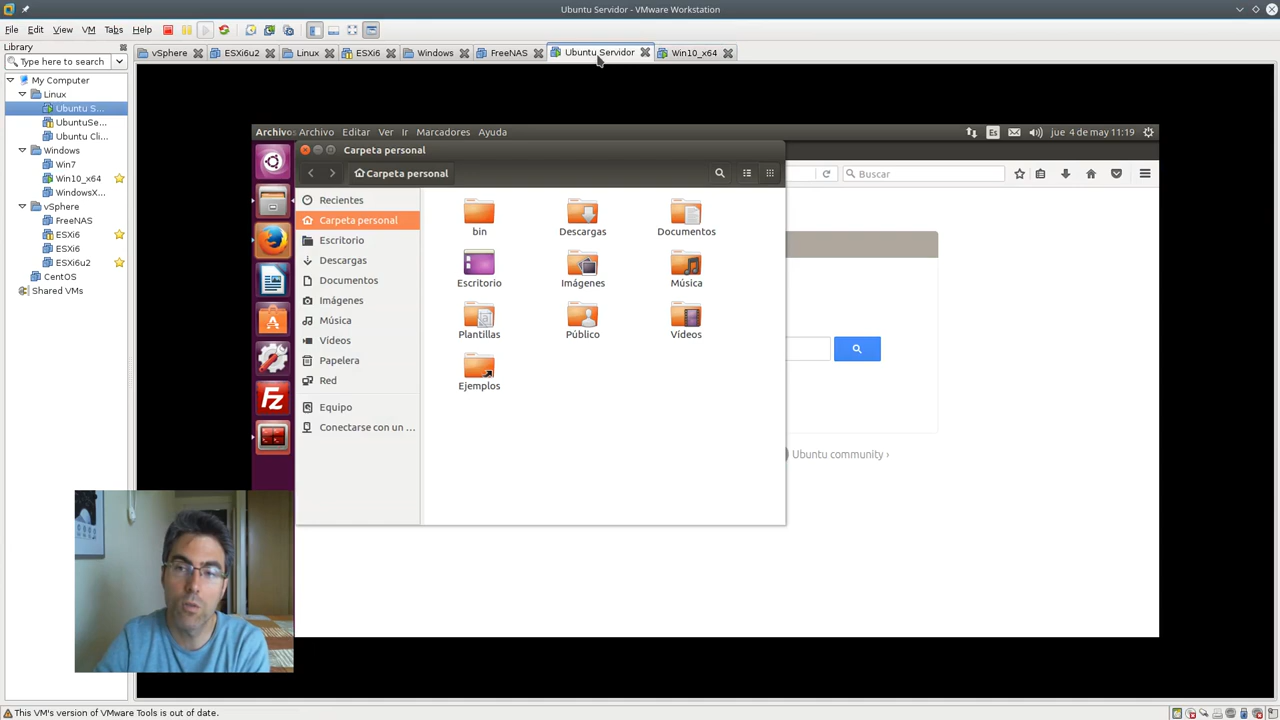 Ubuntu Servidor - VMware Workstation
File Edit View VM Tabs Help
Library
Type here to search
My Computer
Linux
Ubuntu S...
UbuntuSe...
Ubuntu Cli...
Windows
Win7
Win10_x64
WindowsX...
vSphere
FreeNAS
ESXi6
ESXi6
ESXi6u2
CentOS
Shared VMs
vSphere ESXi6u2 Linux ESXi6 Windows FreeNAS Ubuntu Servidor Win10_x64
Archivos Archivo Editar Ver Ir Marcadores Ayuda
Es
jue 4 de may 11:19
Carpeta personal
Carpeta personal
Buscar
Recientes
Carpeta personal
Escritorio
Descargas
Documentos
Imágenes
Música
Vídeos
Papelera
Red
Equipo
Conectarse con un ...
bin
Descargas
Documentos
Escritorio
Imágenes
Música
Plantillas
Público
Vídeos
Ejemplos
Fz
Ubuntu community ›
This VM's version of VMware Tools is out of date.